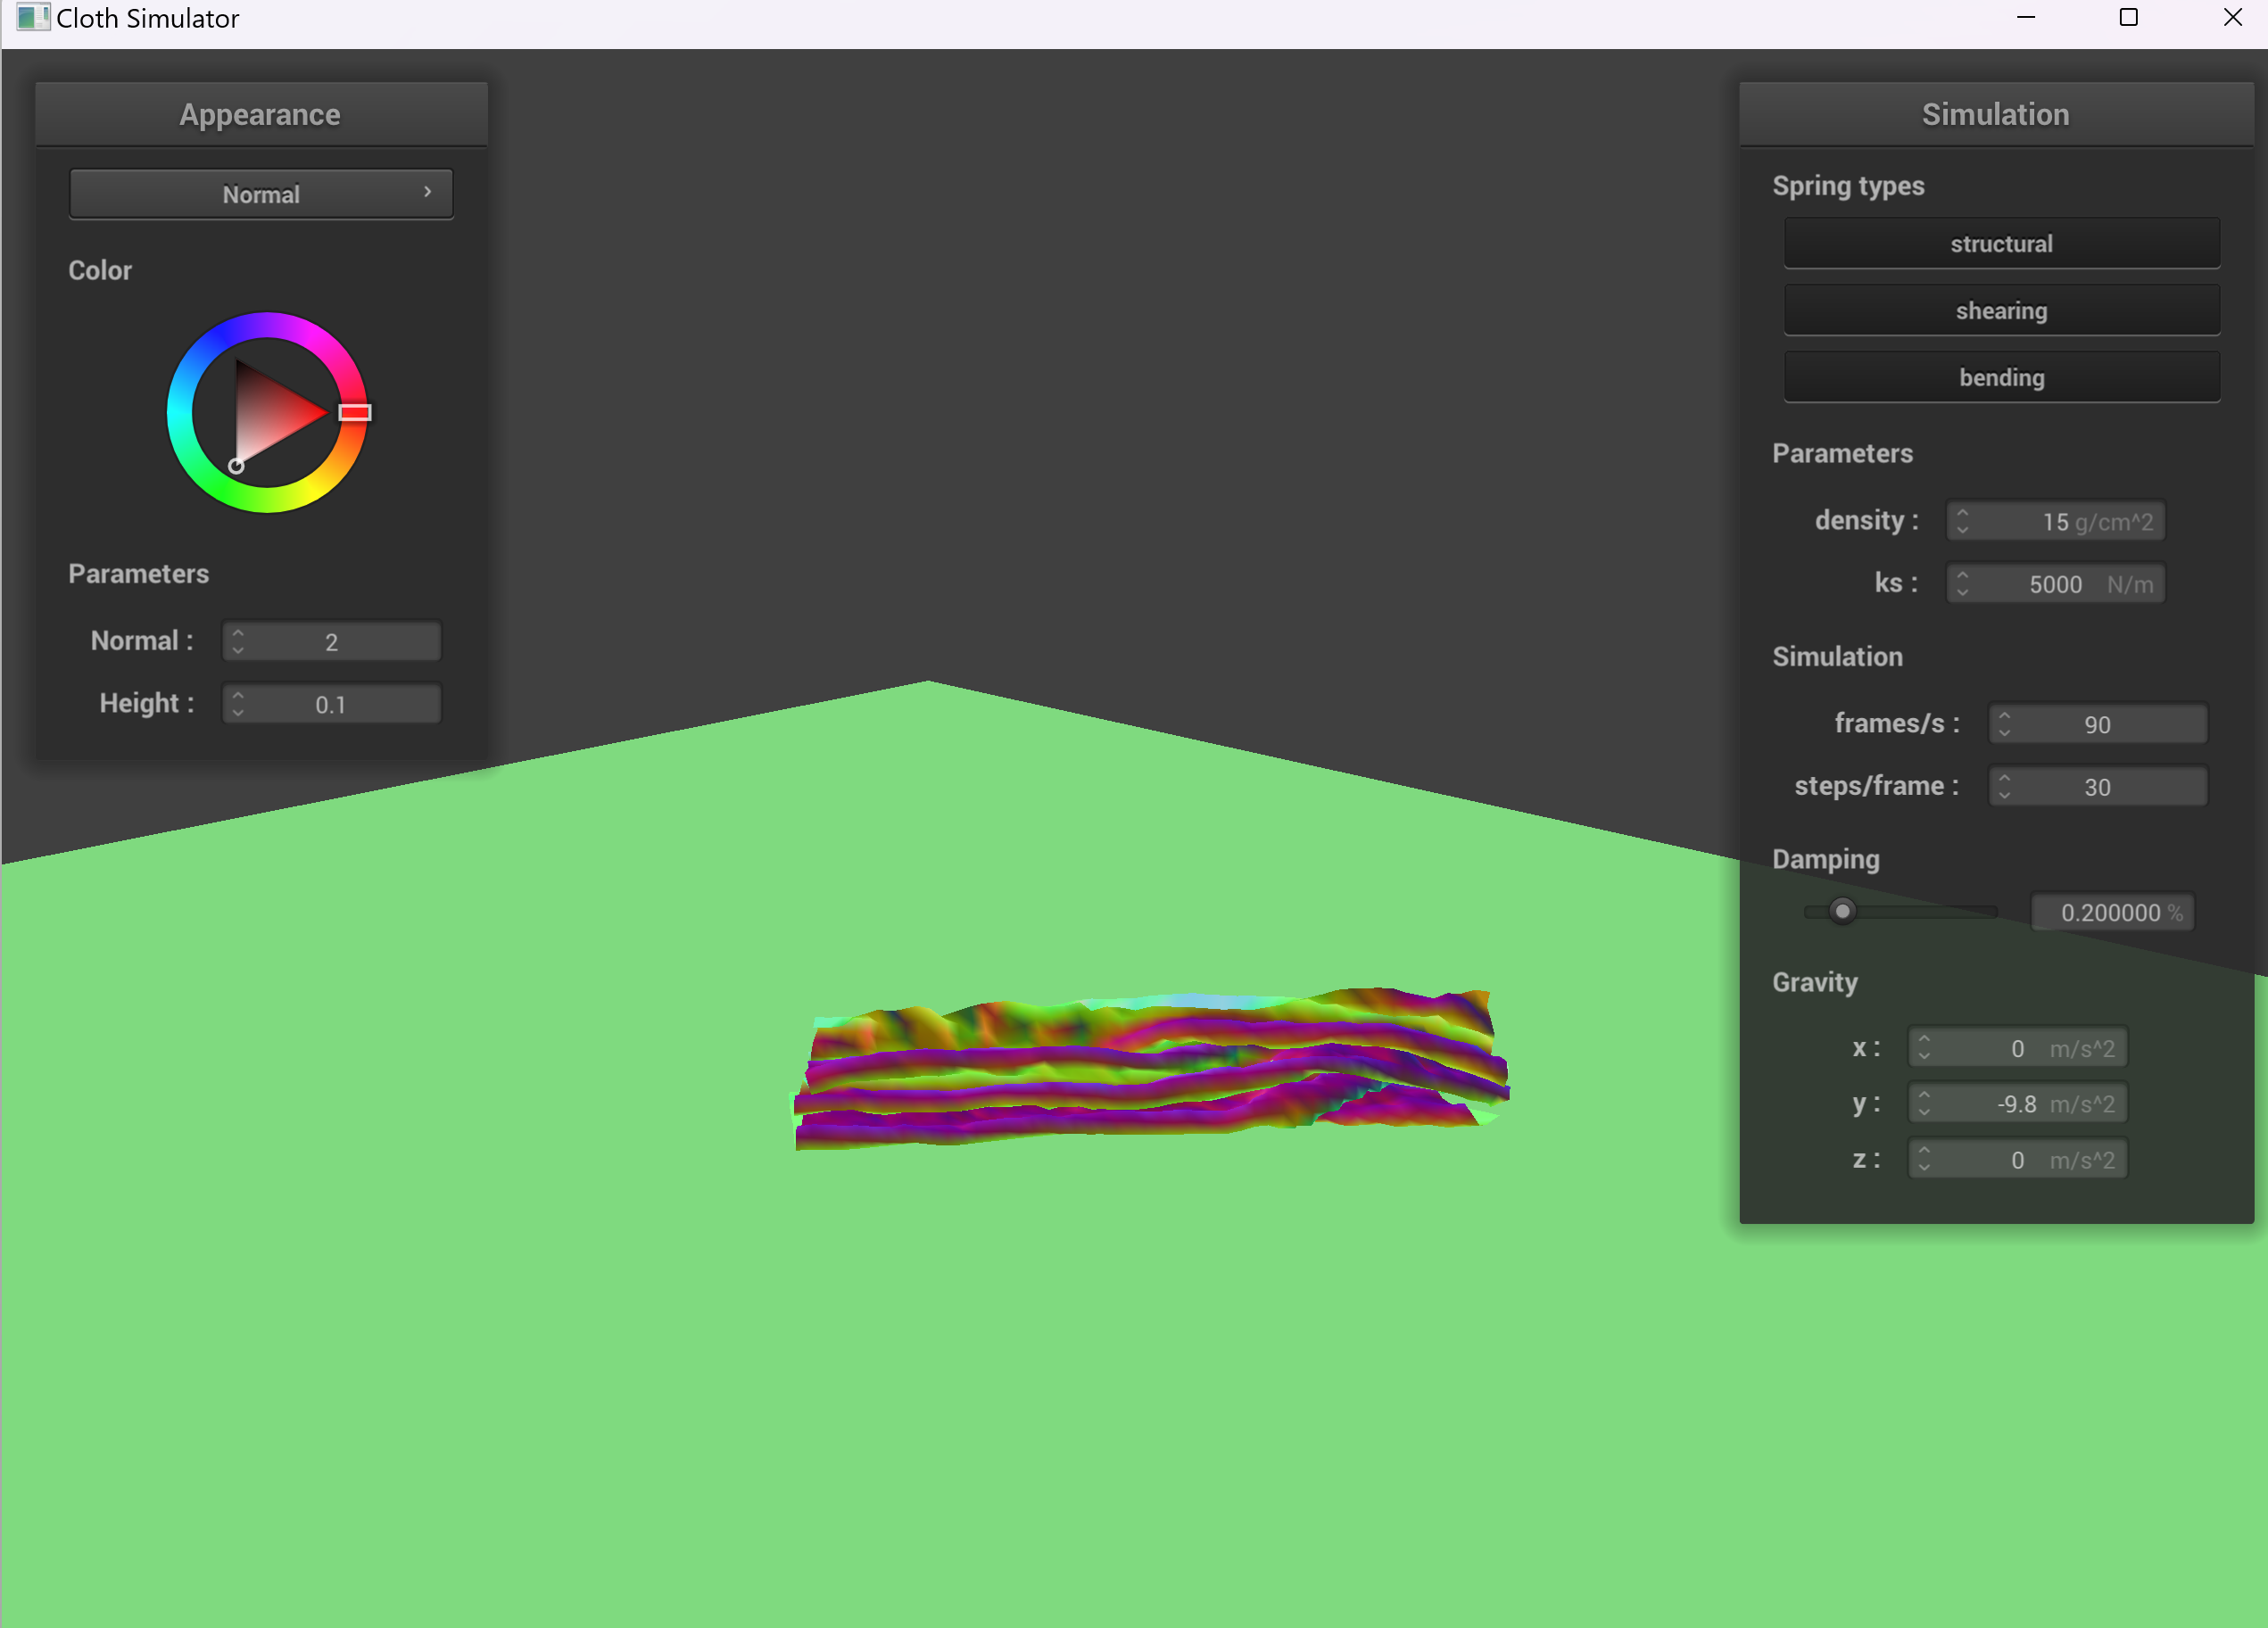 Cloth Simulator
Appearance
Normal
Color
Parameters
Normal : 2
Height : 0.1
Simulation
Spring types
structural
shearing
bending
Parameters
density : 15 g/cm^2
ks : 5000 N/m
Simulation
frames/s : 90
steps/frame : 30
Damping
0.200000 %
Gravity
x : 0 m/s^2
y : -9.8 m/s^2
z : 0 m/s^2